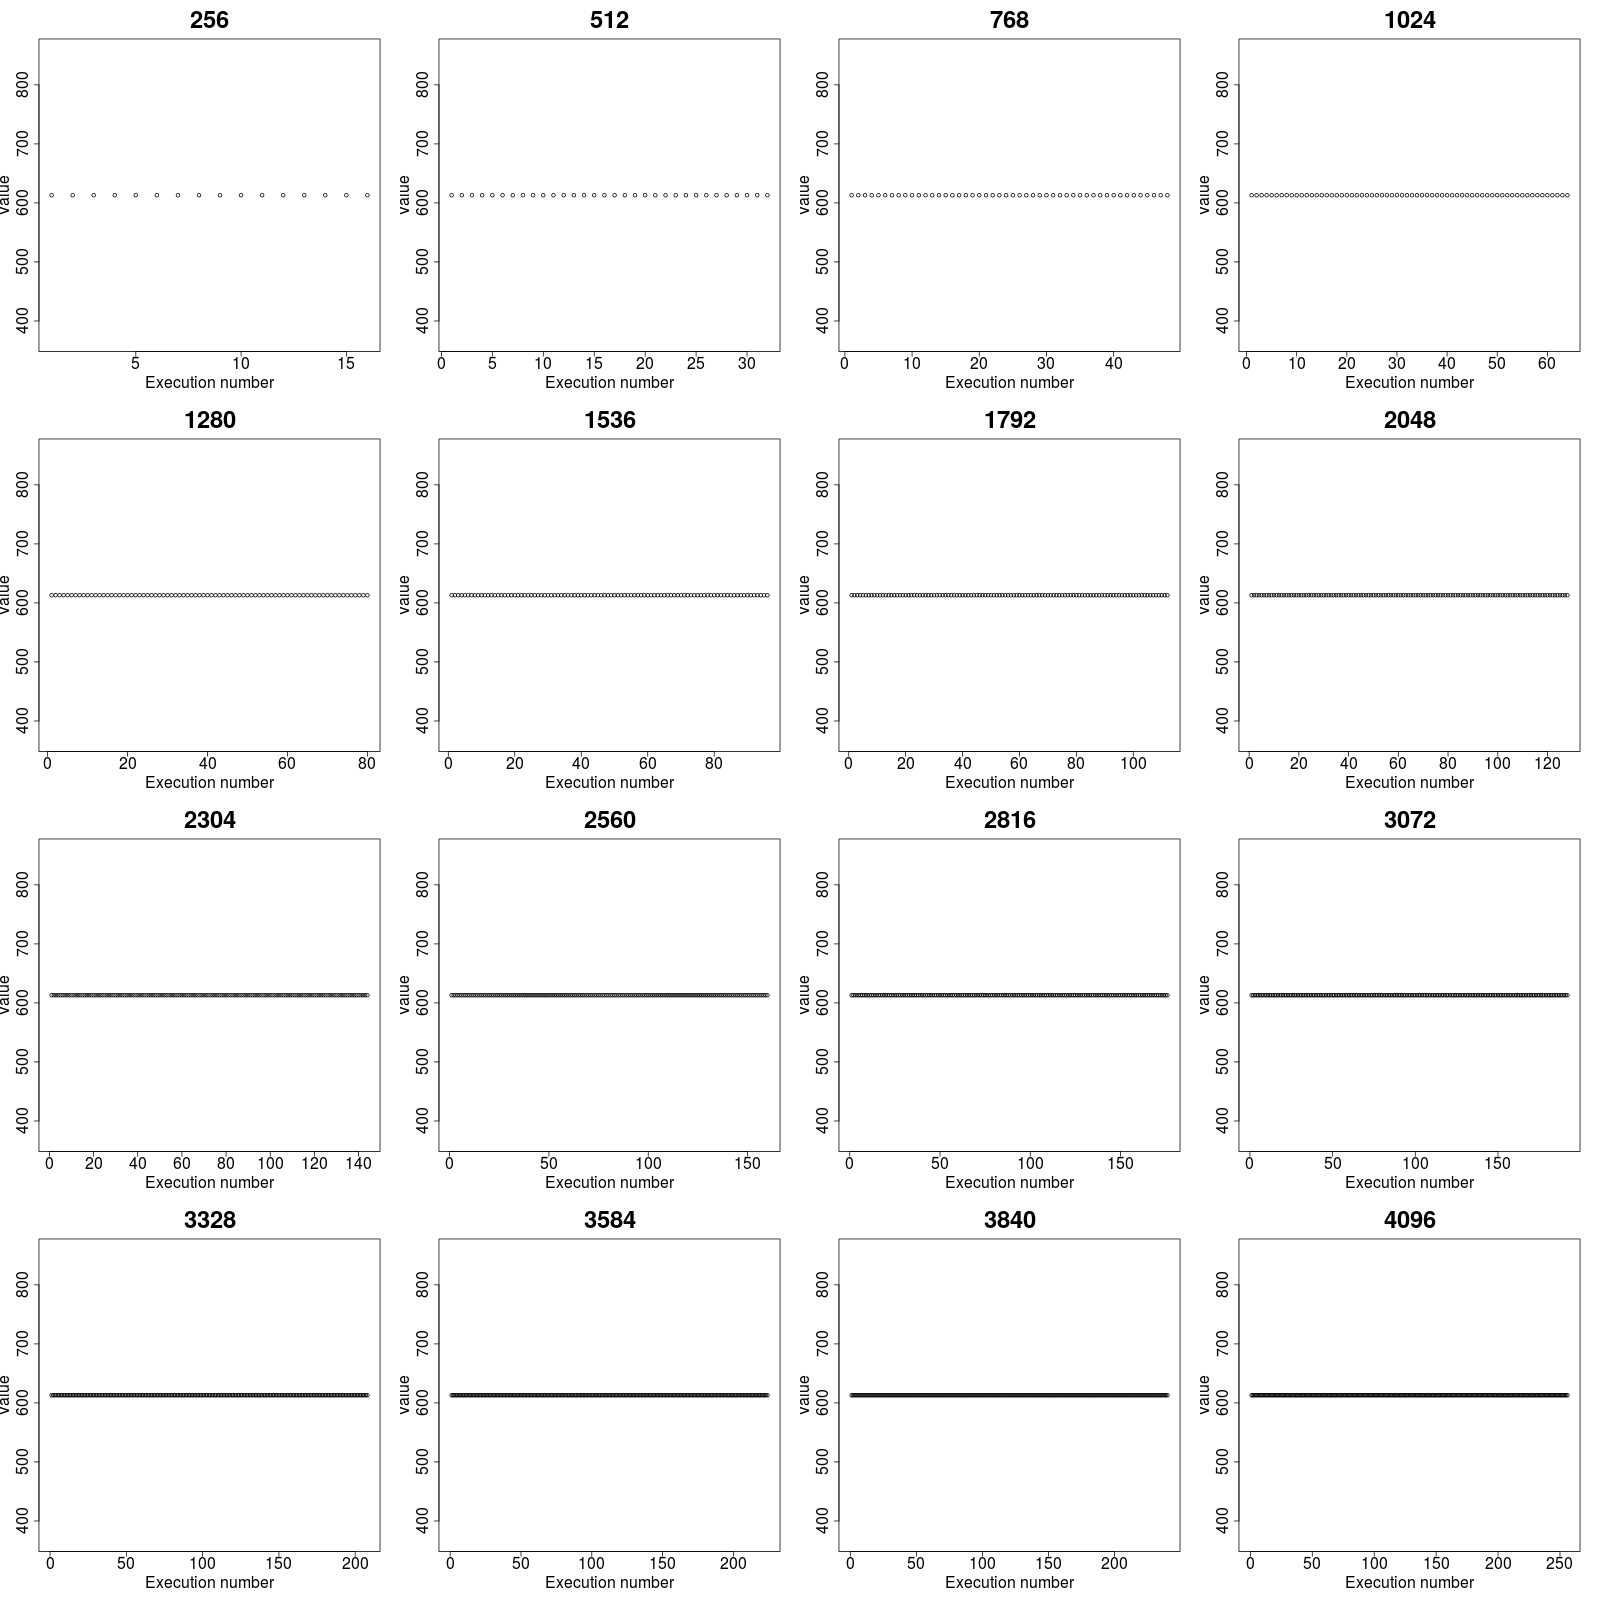 256 512 768 1024
value 400 500 600 700 800 value 400 500 600 700 800 value 400 500 600 700 800 value 400 500 600 700 800
5 10 15 0 5 10 15 20 25 30 0 10 20 30 40 0 10 20 30 40 50 60
Execution number Execution number Execution number Execution number
1280 1536 1792 2048
value 400 500 600 700 800 value 400 500 600 700 800 value 400 500 600 700 800 value 400 500 600 700 800
0 20 40 60 80 0 20 40 60 80 0 20 40 60 80 100 0 20 40 60 80 100 120
Execution number Execution number Execution number Execution number
2304 2560 2816 3072
value 400 500 600 700 800 value 400 500 600 700 800 value 400 500 600 700 800 value 400 500 600 700 800
0 20 40 60 80 100 120 140 0 50 100 150 0 50 100 150 0 50 100 150
Execution number Execution number Execution number Execution number
3328 3584 3840 4096
value 400 500 600 700 800 value 400 500 600 700 800 value 400 500 600 700 800 value 400 500 600 700 800
0 50 100 150 200 0 50 100 150 200 0 50 100 150 200 0 50 100 150 200 250
Execution number Execution number Execution number Execution number